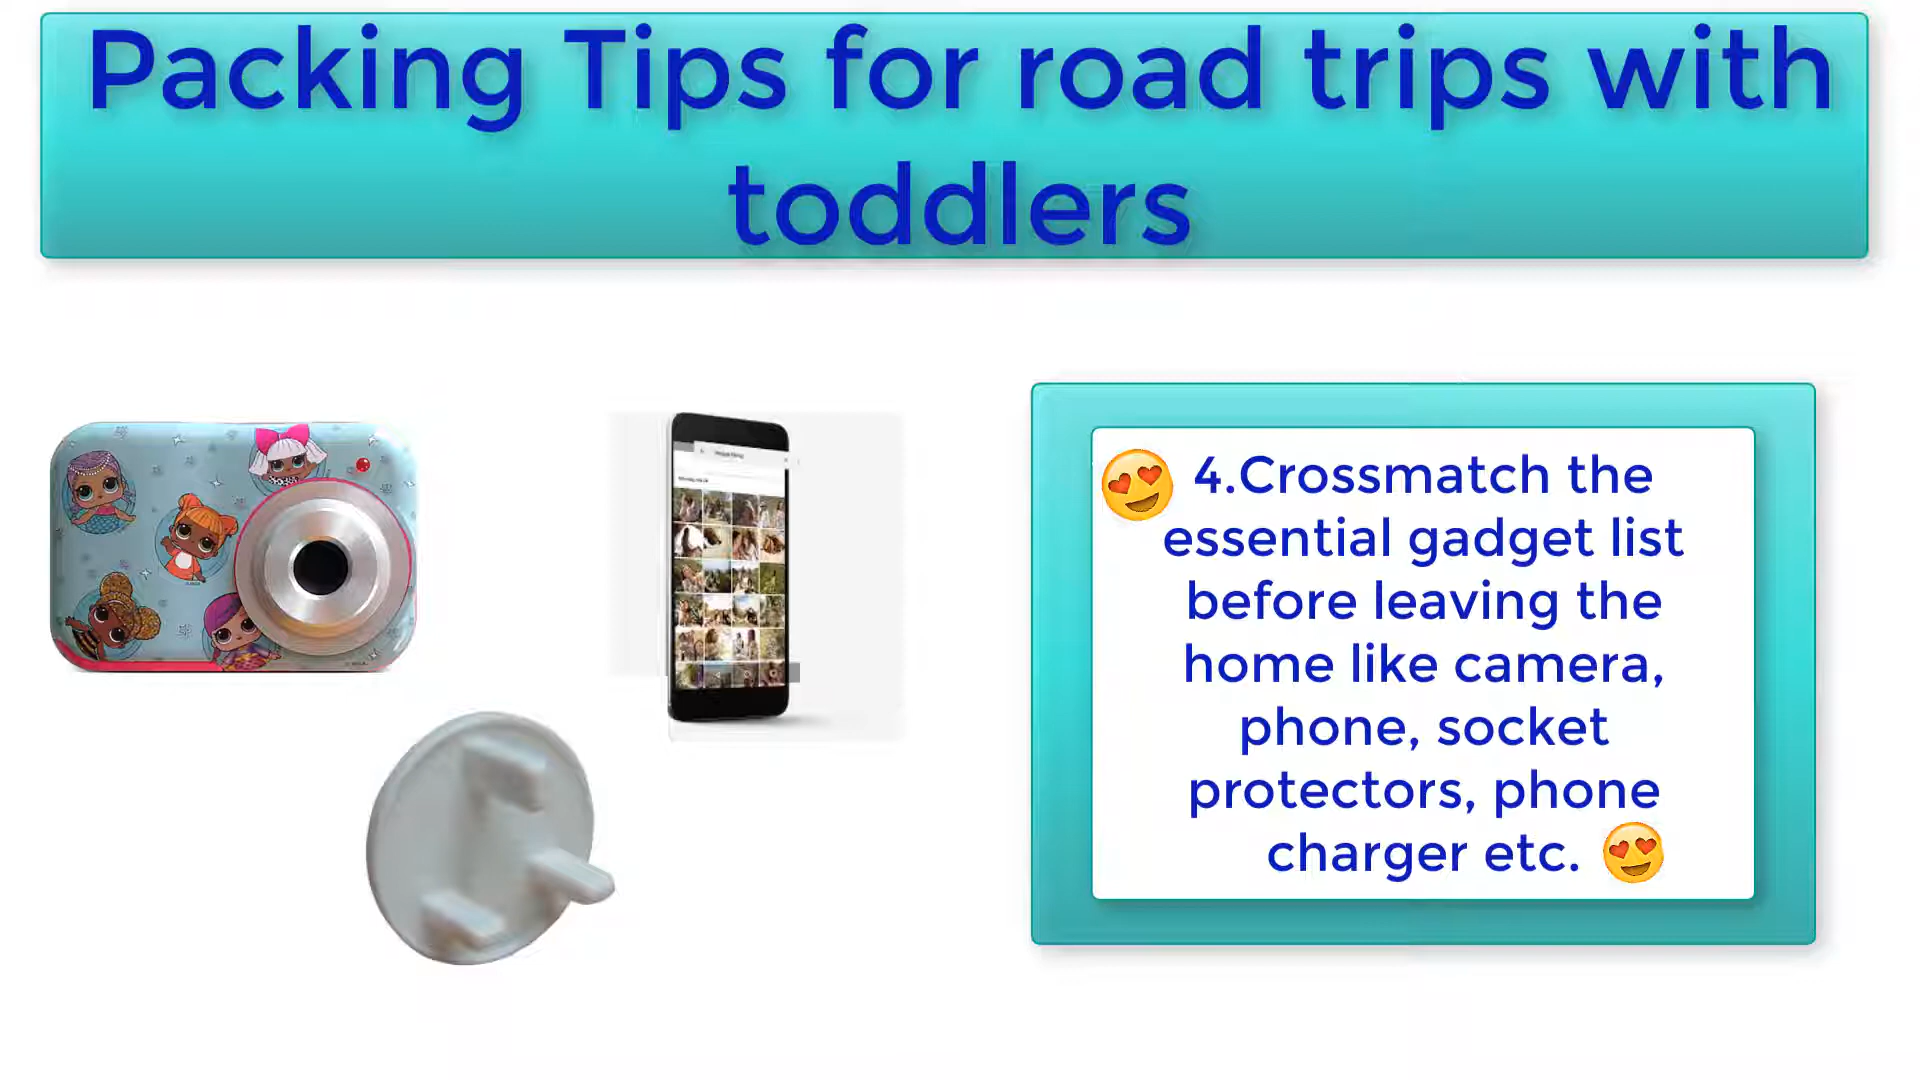 Packing Tips for road trips with
toddlers
4.Crossmatch the
essential gadget list
before leaving the
home like camera,
phone, socket
protectors, phone
charger etc.